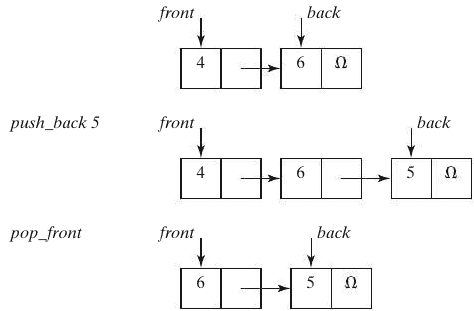 front back
4 6 Ω
push_back 5 front back
4 6 5 Ω
pop_front front back
6 5 Ω